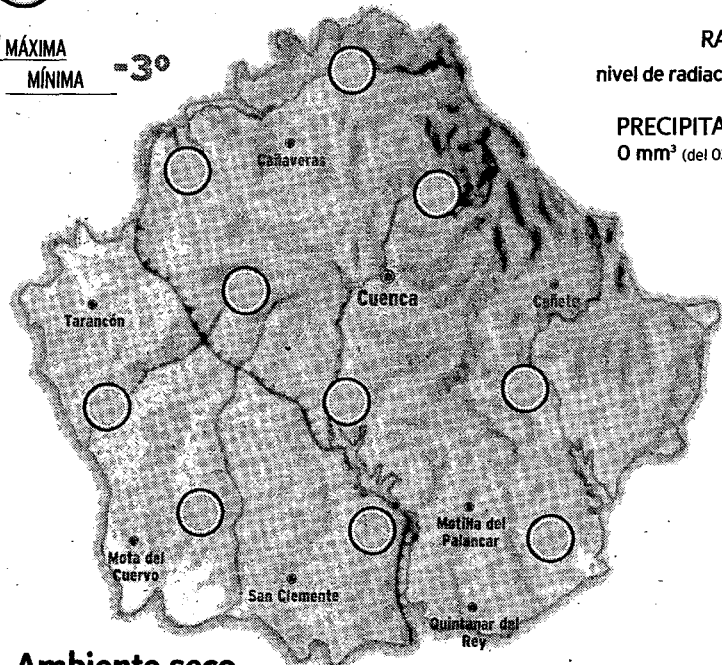 MÁXIMA
MÍNIMA -3º
RA
nivel de radiac
PRECIPITA
0 mm³ (del 0
Cañaveras
Cuenca
Cañete
Tarancón
Mota del
Cuervo
San Clemente
Motilla del
Palancar
Quintanar del
Rey
Ambiente seco